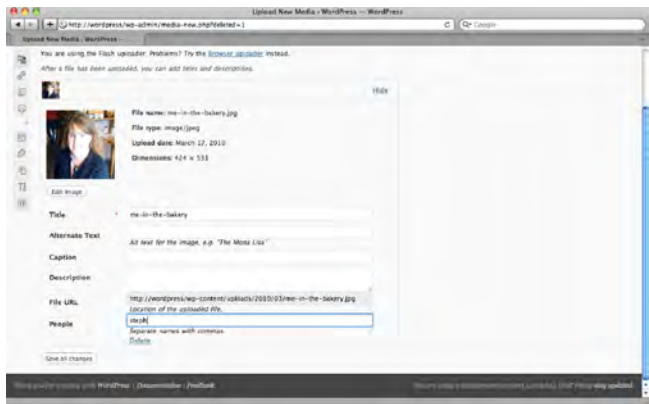 Upload New Media ‹ WordPress — WordPress
http://wordpress/wp-admin/media-new.php?deleted=1
Google
Upload New Media ‹ WordPress —
You are using the Flash uploader. Problems? Try the Browser uploader instead.
After a file has been uploaded, you can add titles and descriptions.
Hide
File name: me-in-the-bakery.jpg
File type: image/jpeg
Upload date: March 17, 2010
Dimensions: 424 × 531
Edit Image
Title * me-in-the-bakery
Alternate Text
Alt text for the image, e.g. "The Mona Lisa"
Caption
Description
File URL http://wordpress/wp-content/uploads/2010/03/me-in-the-bakery.jpg
Location of the uploaded file.
People steph
Separate names with commas.
Delete
Save all changes
WordPress | Documentation | Feedback
stay updated.